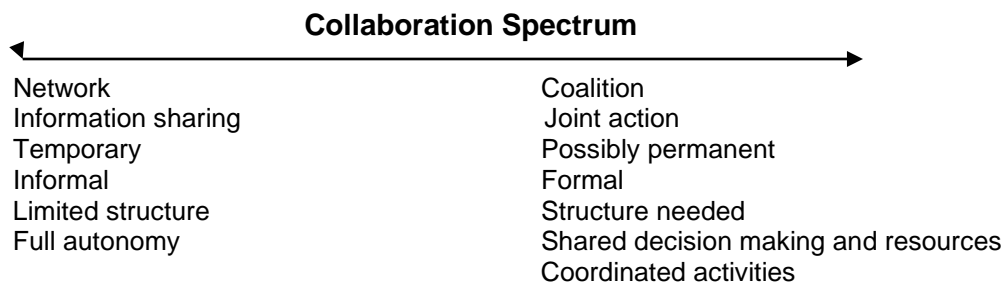 Collaboration Spectrum
Network
Information sharing
Temporary
Informal
Limited structure
Full autonomy
Coalition
Joint action
Possibly permanent
Formal
Structure needed
Shared decision making and resources
Coordinated activities